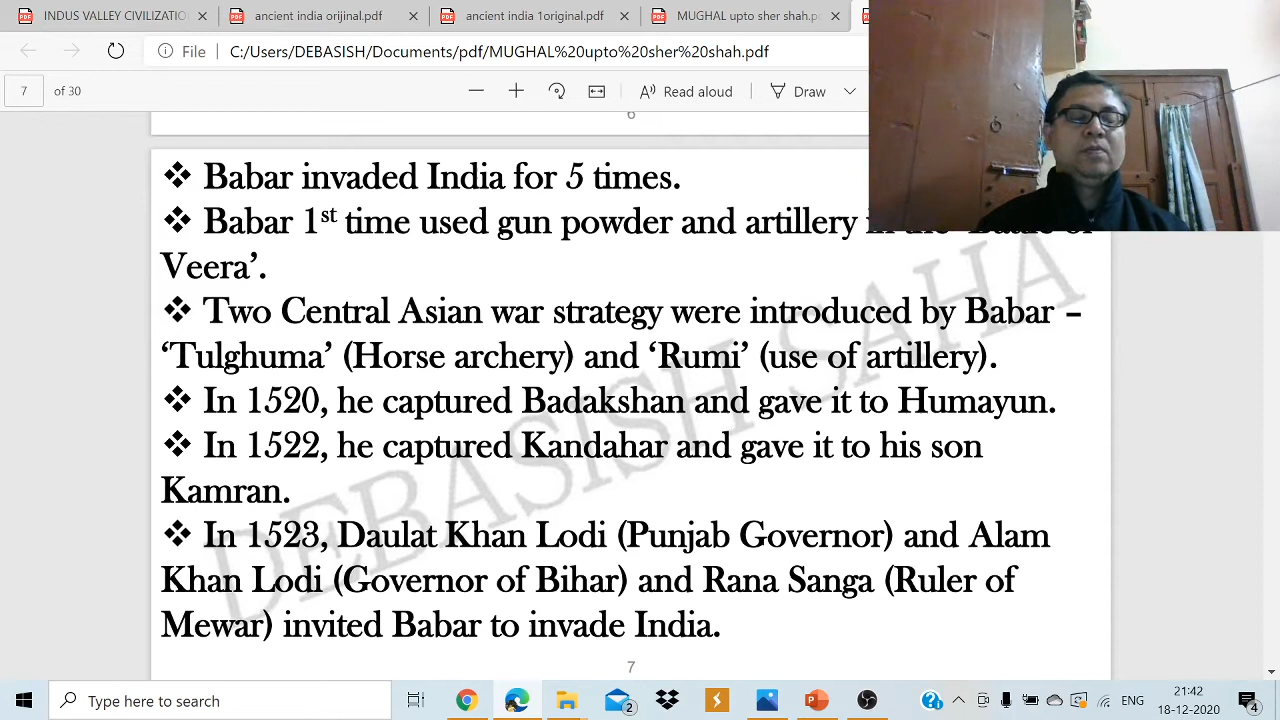 INDUS VALLEY CIVILIZATION
ancient india orijnal.pdf
ancient india 1original.pdf
MUGHAL upto sher shah.pdf
File
C:/Users/DEBASISH/Documents/pdf/MUGHAL%20upto%20sher%20shah.pdf
7 of 30
Read aloud
Draw
6
❖ Babar invaded India for 5 times.
❖ Babar 1st time used gun powder and artillery
Veera’.
❖ Two Central Asian war strategy were introduced by Babar –
‘Tulghuma’ (Horse archery) and ‘Rumi’ (use of artillery).
❖ In 1520, he captured Badakshan and gave it to Humayun.
❖ In 1522, he captured Kandahar and gave it to his son
Kamran.
❖ In 1523, Daulat Khan Lodi (Punjab Governor) and Alam
Khan Lodi (Governor of Bihar) and Rana Sanga (Ruler of
Mewar) invited Babar to invade India.
DEBASISH SAHA
7
Type here to search
2
ENG
21:42
18-12-2020
4